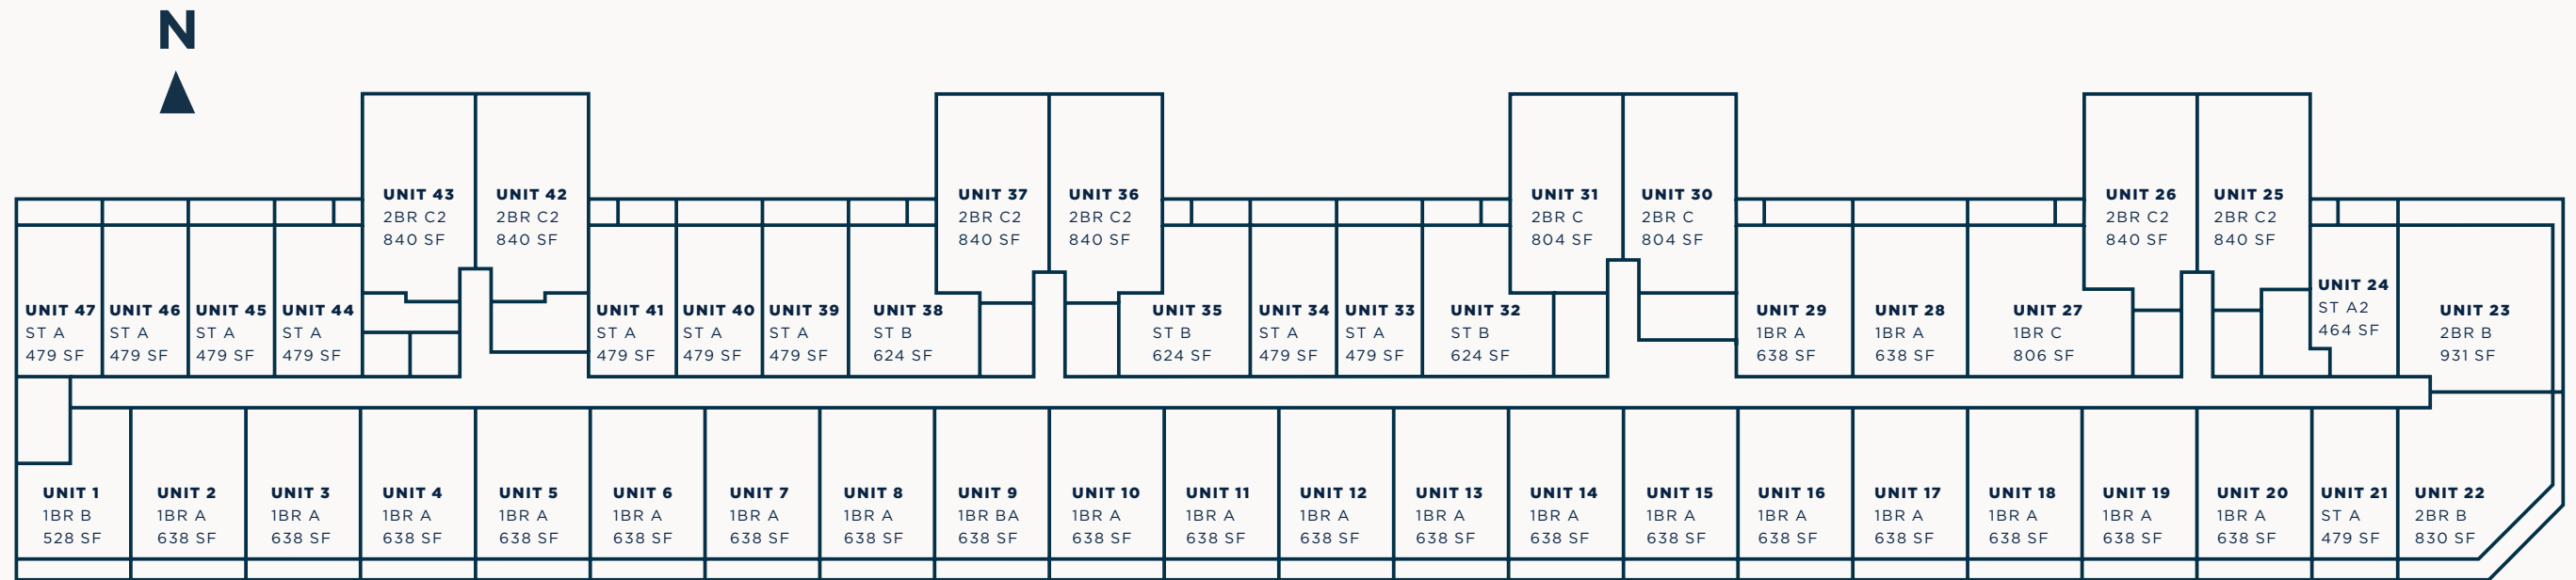 N
UNIT 43
2BR C2
840 SF
UNIT 42
2BR C2
840 SF
UNIT 37
2BR C2
840 SF
UNIT 36
2BR C2
840 SF
UNIT 31
2BR C
804 SF
UNIT 30
2BR C
804 SF
UNIT 26
2BR C2
840 SF
UNIT 25
2BR C2
840 SF
UNIT 47
ST A
479 SF
UNIT 46
ST A
479 SF
UNIT 45
ST A
479 SF
UNIT 44
ST A
479 SF
UNIT 41
ST A
479 SF
UNIT 40
ST A
479 SF
UNIT 39
ST A
479 SF
UNIT 38
ST B
624 SF
UNIT 35
ST B
624 SF
UNIT 34
ST A
479 SF
UNIT 33
ST A
479 SF
UNIT 32
ST B
624 SF
UNIT 29
1BR A
638 SF
UNIT 28
1BR A
638 SF
UNIT 27
1BR C
806 SF
UNIT 24
ST A2
464 SF
UNIT 23
2BR B
931 SF
UNIT 1
1BR B
528 SF
UNIT 2
1BR A
638 SF
UNIT 3
1BR A
638 SF
UNIT 4
1BR A
638 SF
UNIT 5
1BR A
638 SF
UNIT 6
1BR A
638 SF
UNIT 7
1BR A
638 SF
UNIT 8
1BR A
638 SF
UNIT 9
1BR BA
638 SF
UNIT 10
1BR A
638 SF
UNIT 11
1BR A
638 SF
UNIT 12
1BR A
638 SF
UNIT 13
1BR A
638 SF
UNIT 14
1BR A
638 SF
UNIT 15
1BR A
638 SF
UNIT 16
1BR A
638 SF
UNIT 17
1BR A
638 SF
UNIT 18
1BR A
638 SF
UNIT 19
1BR A
638 SF
UNIT 20
1BR A
638 SF
UNIT 21
ST A
479 SF
UNIT 22
2BR B
830 SF